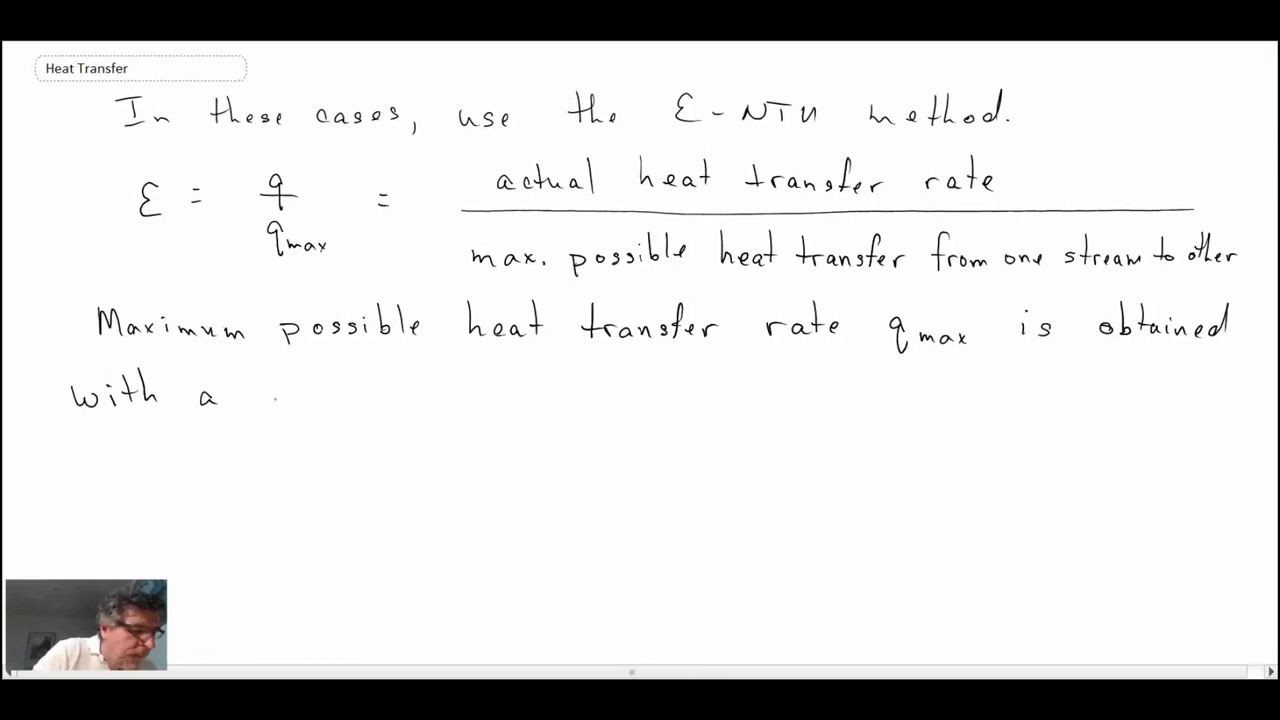 Heat Transfer
In these cases, use the ε-NTU method.
ε = q / qmax = actual heat transfer rate / max. possible heat transfer from one stream to other
Maximum possible heat transfer rate qmax is obtained
with a